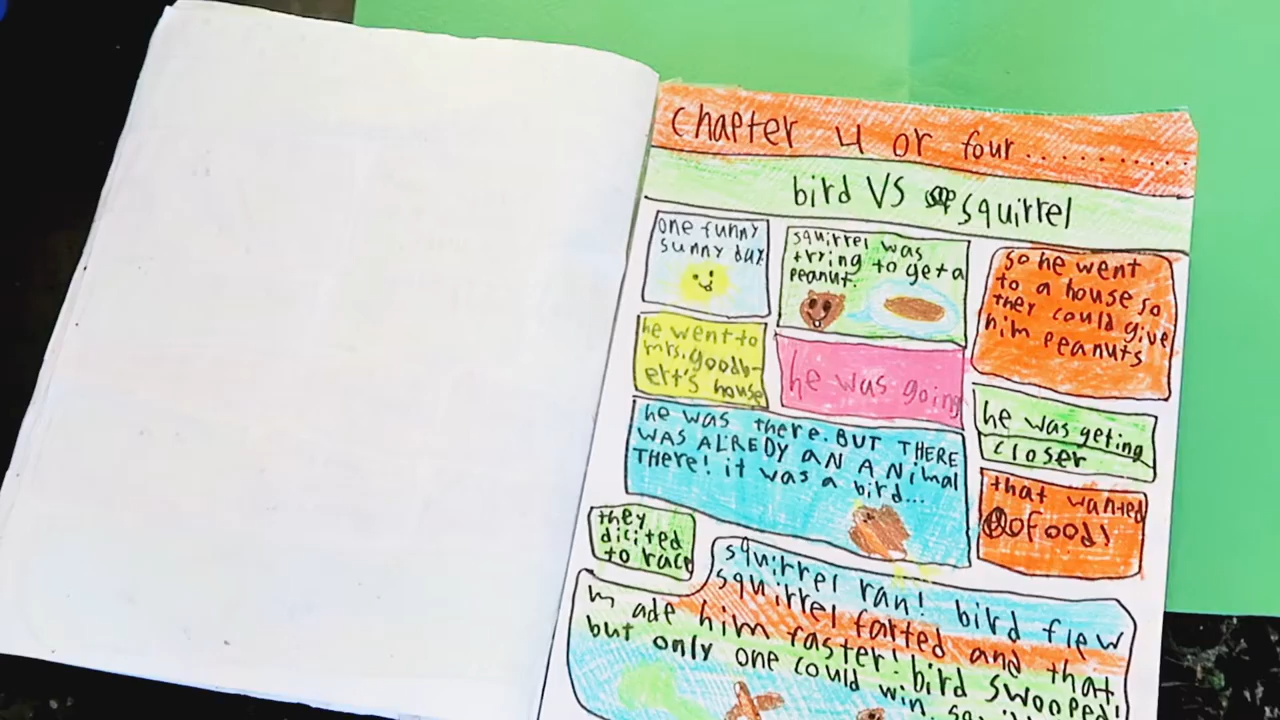 chapter 4 or four..........
bird VS squirrel
one funny
sunny day
squirrel was
trying to get a
peanut.
so he went
to a house so
they could give
him peanuts
he went to
mrs.goodb-
ert's house
he was going
he was geting
closer
he was there. BUT THERE
WAS ALREDY aN ANimal
THERE! it was a bird...
that wanted
food!
they
dicited
to race
squirrel ran! bird flew
squirrel farted and that
made him faster! bird swooped!
but only one could win.